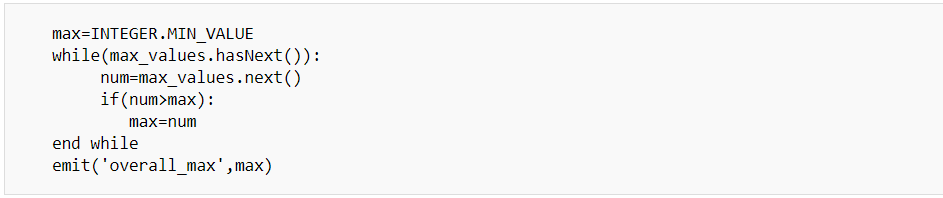 max=INTEGER.MIN_VALUE
while(max_values.hasNext()):
     num=max_values.next()
     if(num>max):
        max=num
end while
emit('overall_max',max)